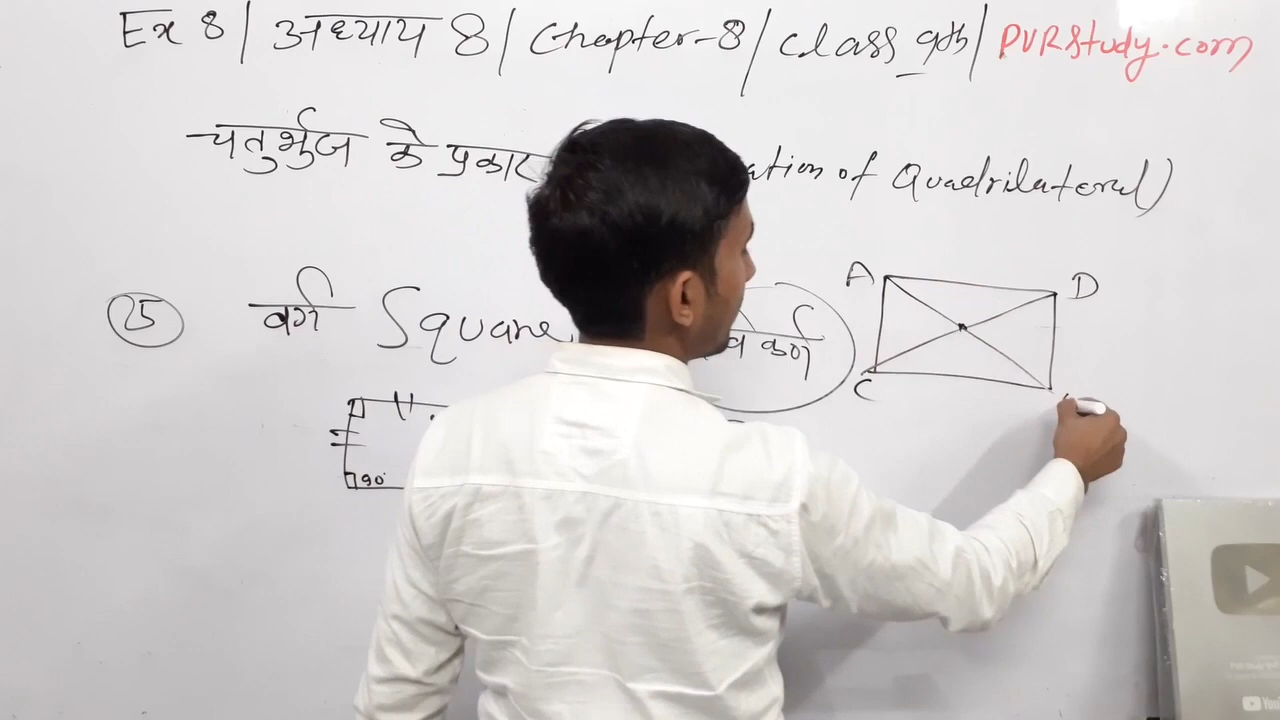 Ex 8 | अध्याय 8 | Chapter-8 | Class 9th | PVRStudy.com
चतुर्भुज के प्रकार ation of Quadrilateral)
25 वर्ग Square
A D
C
90°